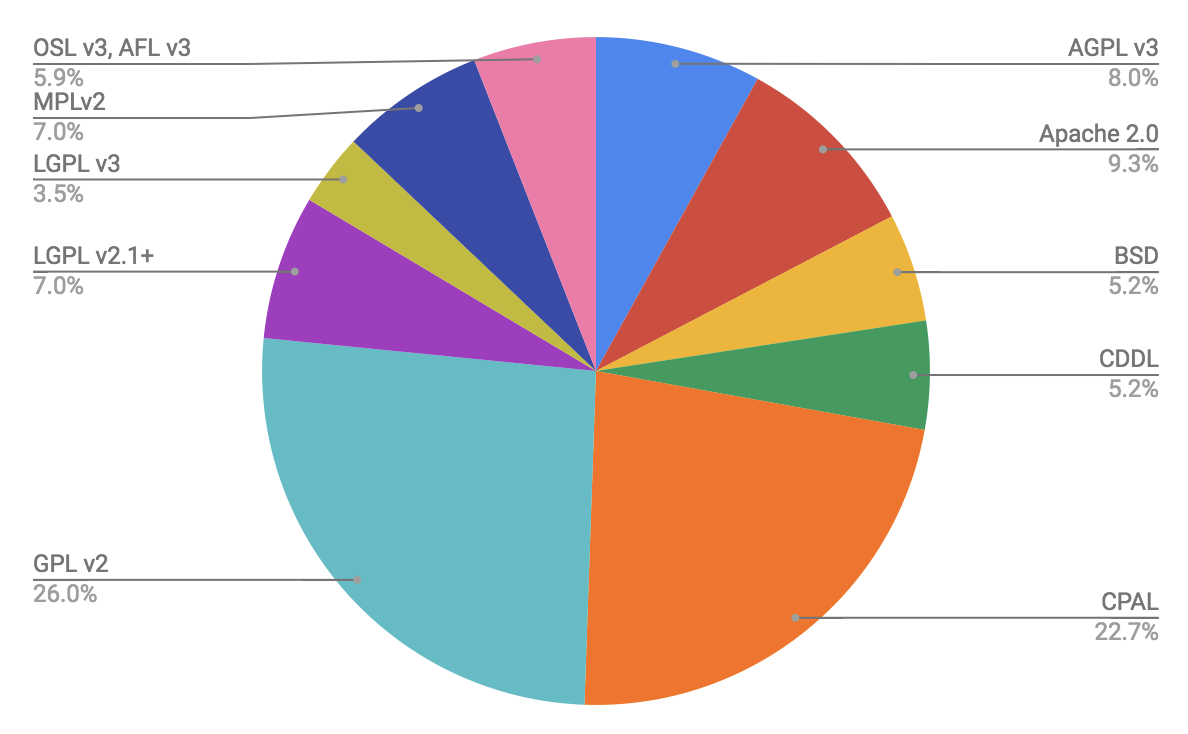 OSL v3, AFL v3
5.9%
MPLv2
7.0%
LGPL v3
3.5%
LGPL v2.1+
7.0%
GPL v2
26.0%
AGPL v3
8.0%
Apache 2.0
9.3%
BSD
5.2%
CDDL
5.2%
CPAL
22.7%